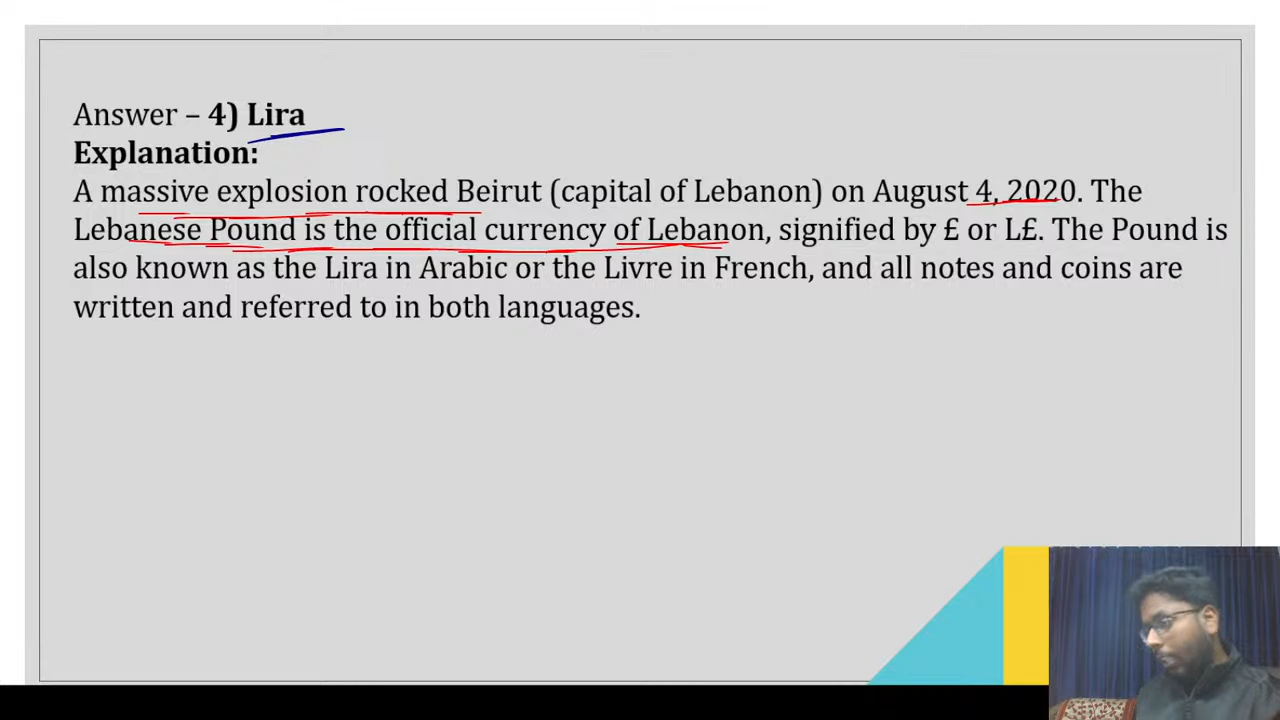 Answer – 4) Lira
Explanation:
A massive explosion rocked Beirut (capital of Lebanon) on August 4, 2020. The
Lebanese Pound is the official currency of Lebanon, signified by £ or L£. The Pound is
also known as the Lira in Arabic or the Livre in French, and all notes and coins are
written and referred to in both languages.